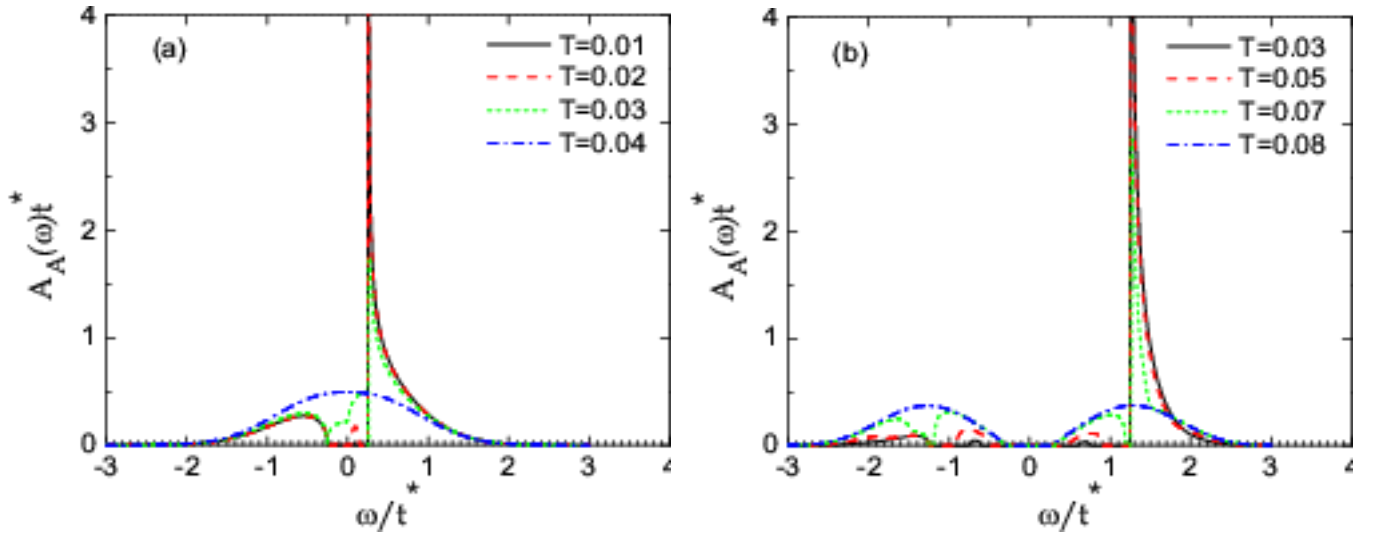 (a)
T=0.01
T=0.02
T=0.03
T=0.04
4
3
2
1
0
A_A(ω)t*
-3 -2 -1 0 1 2 3 4
ω/t*
(b)
T=0.03
T=0.05
T=0.07
T=0.08
4
3
2
1
0
A_A(ω)t*
-3 -2 -1 0 1 2 3 4
ω/t*